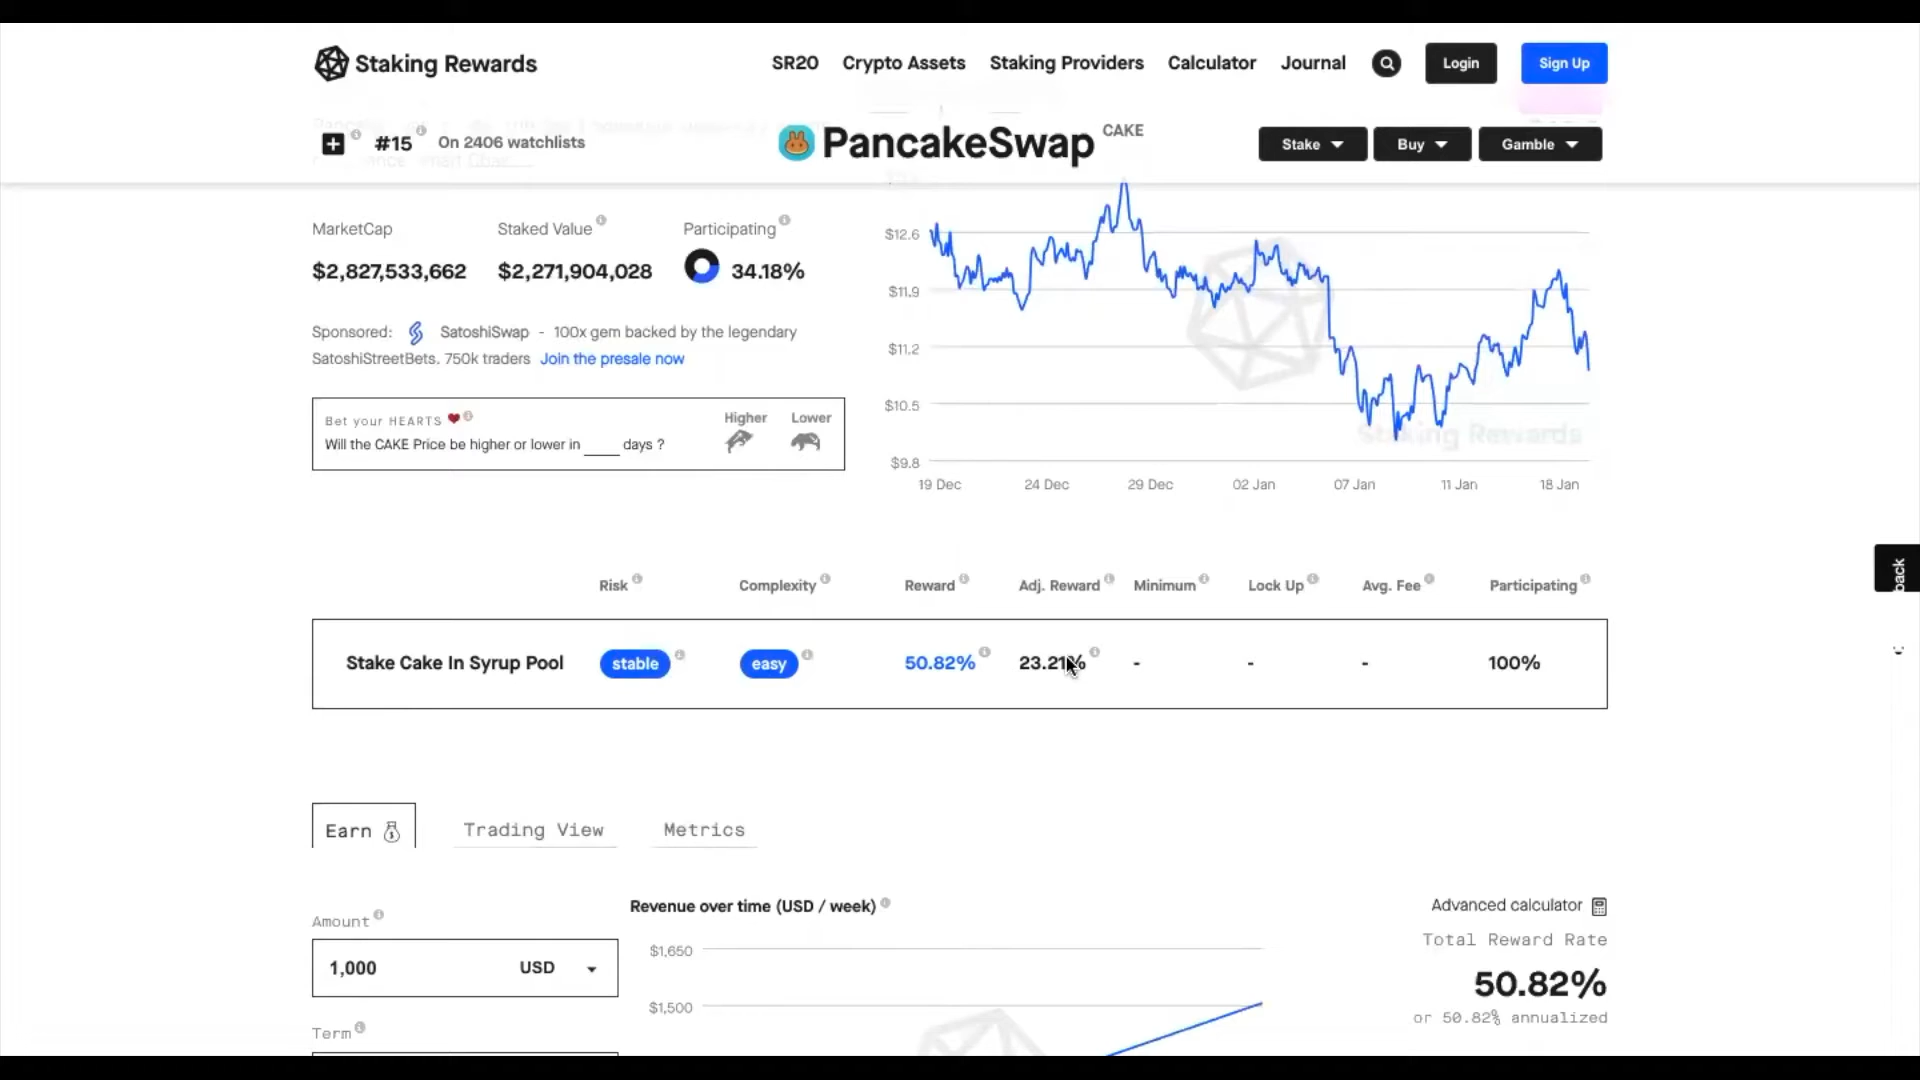 Staking Rewards
SR20 Crypto Assets Staking Providers Calculator Journal Login Sign Up
#15 On 2406 watchlists
PancakeSwap CAKE
Stake Buy Gamble
MarketCap Staked Value Participating
$2,827,533,662 $2,271,904,028 34.18%
Sponsored: SatoshiSwap - 100x gem backed by the legendary
SatoshiStreetBets. 750k traders Join the presale now
Bet your HEARTS
Higher Lower
Will the CAKE Price be higher or lower in ____ days ?
$12.6
$11.9
$11.2
$10.5
Staking Rewards
$9.8
19 Dec 24 Dec 29 Dec 02 Jan 07 Jan 11 Jan 18 Jan
Risk Complexity Reward Adj. Reward Minimum Lock Up Avg. Fee Participating
Stake Cake In Syrup Pool stable easy 50.82% 23.21% - - - 100%
back
Earn Trading View Metrics
Revenue over time (USD / week)
Advanced calculator
Amount
Total Reward Rate
1,000 USD
$1,650
50.82%
$1,500
or 50.82% annualized
Term